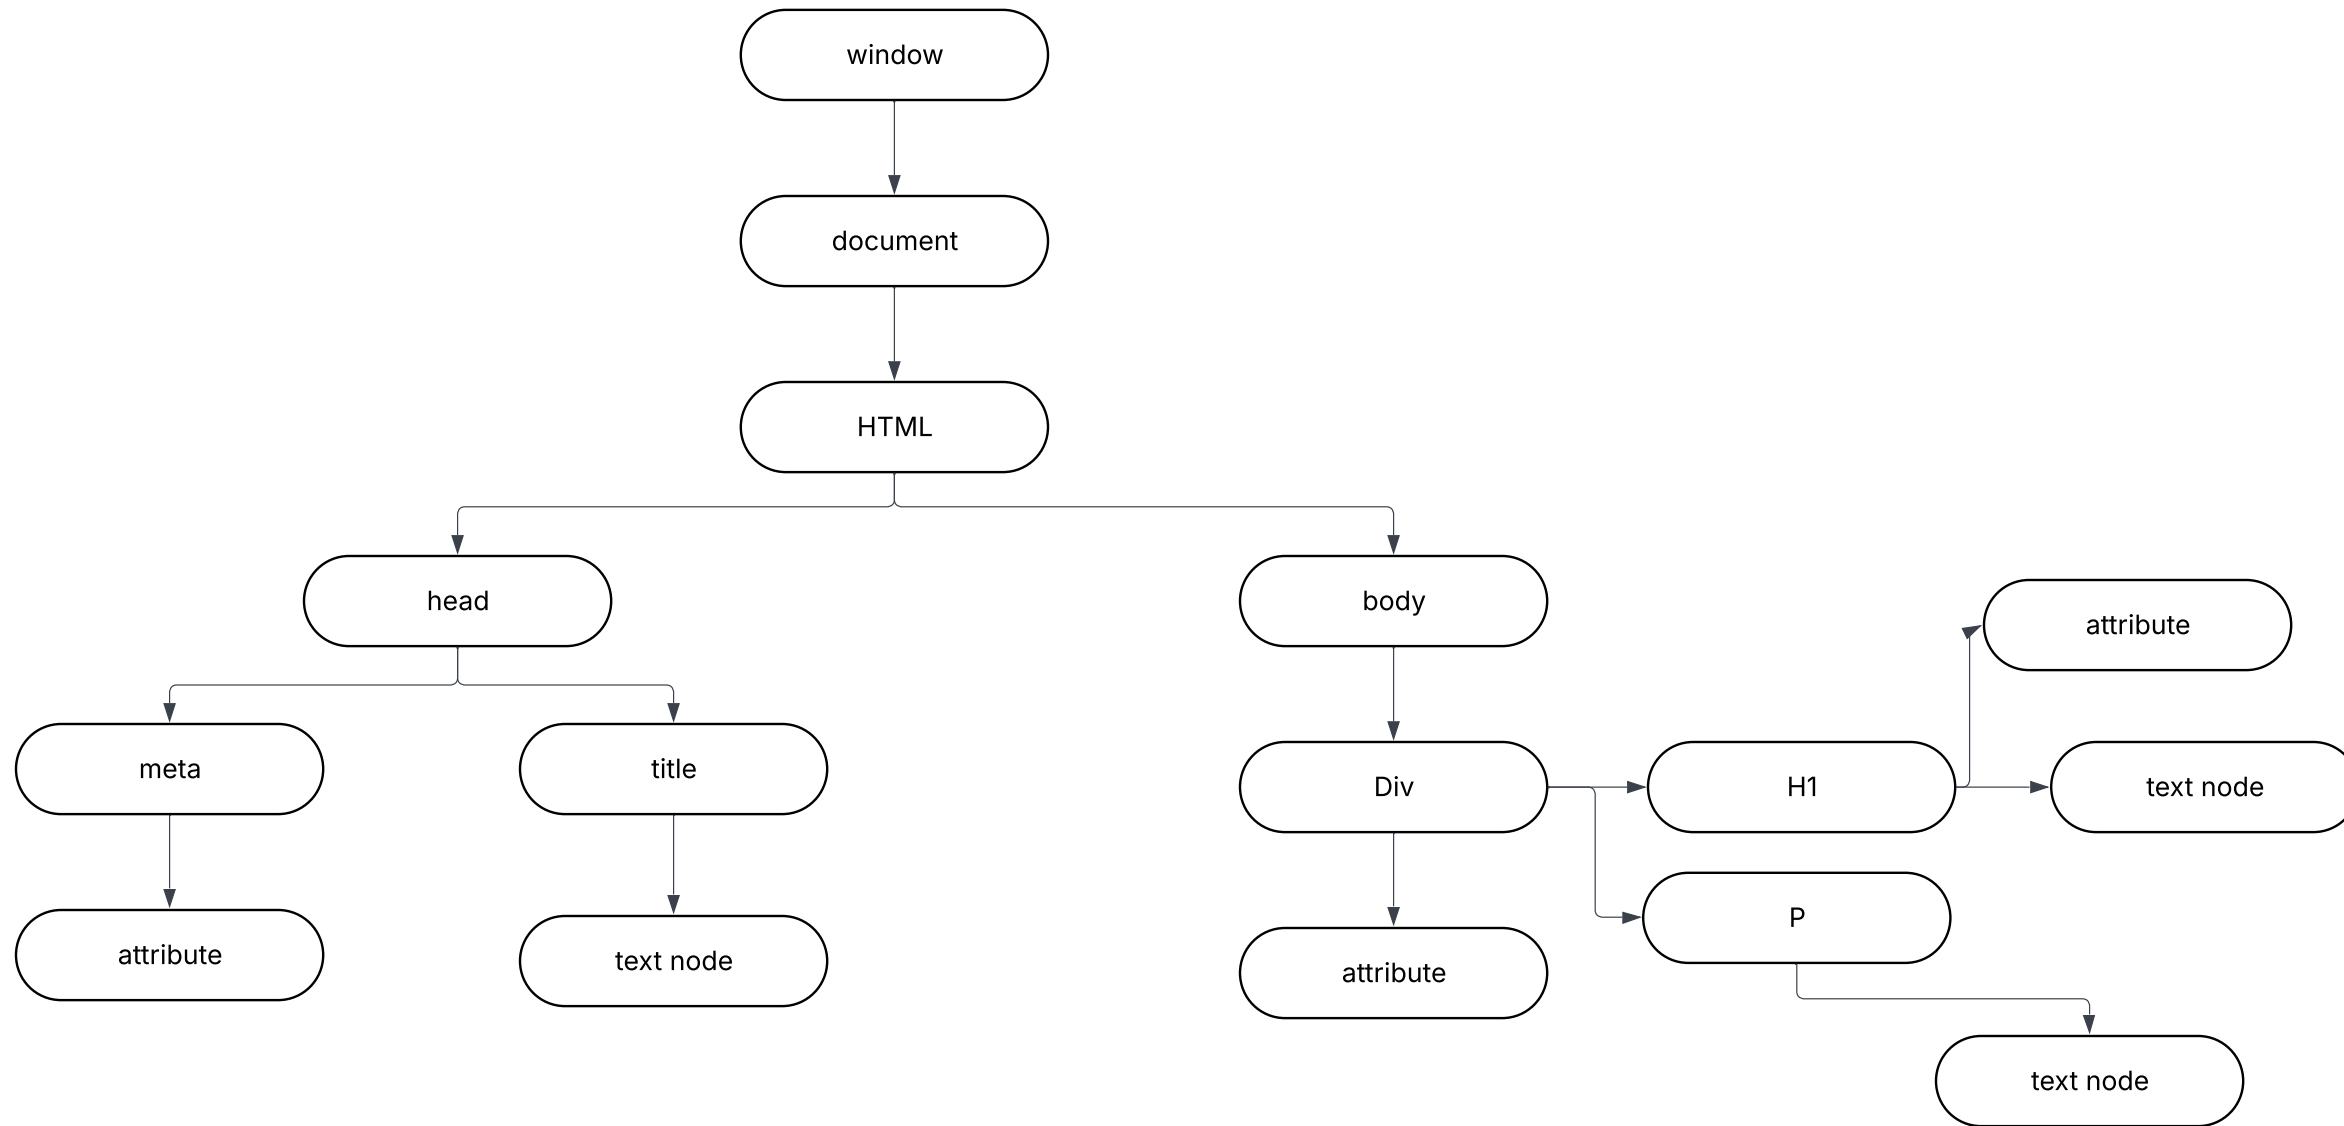 window
document
HTML
head
body
attribute
meta
title
Div
H1
text node
P
attribute
text node
attribute
text node